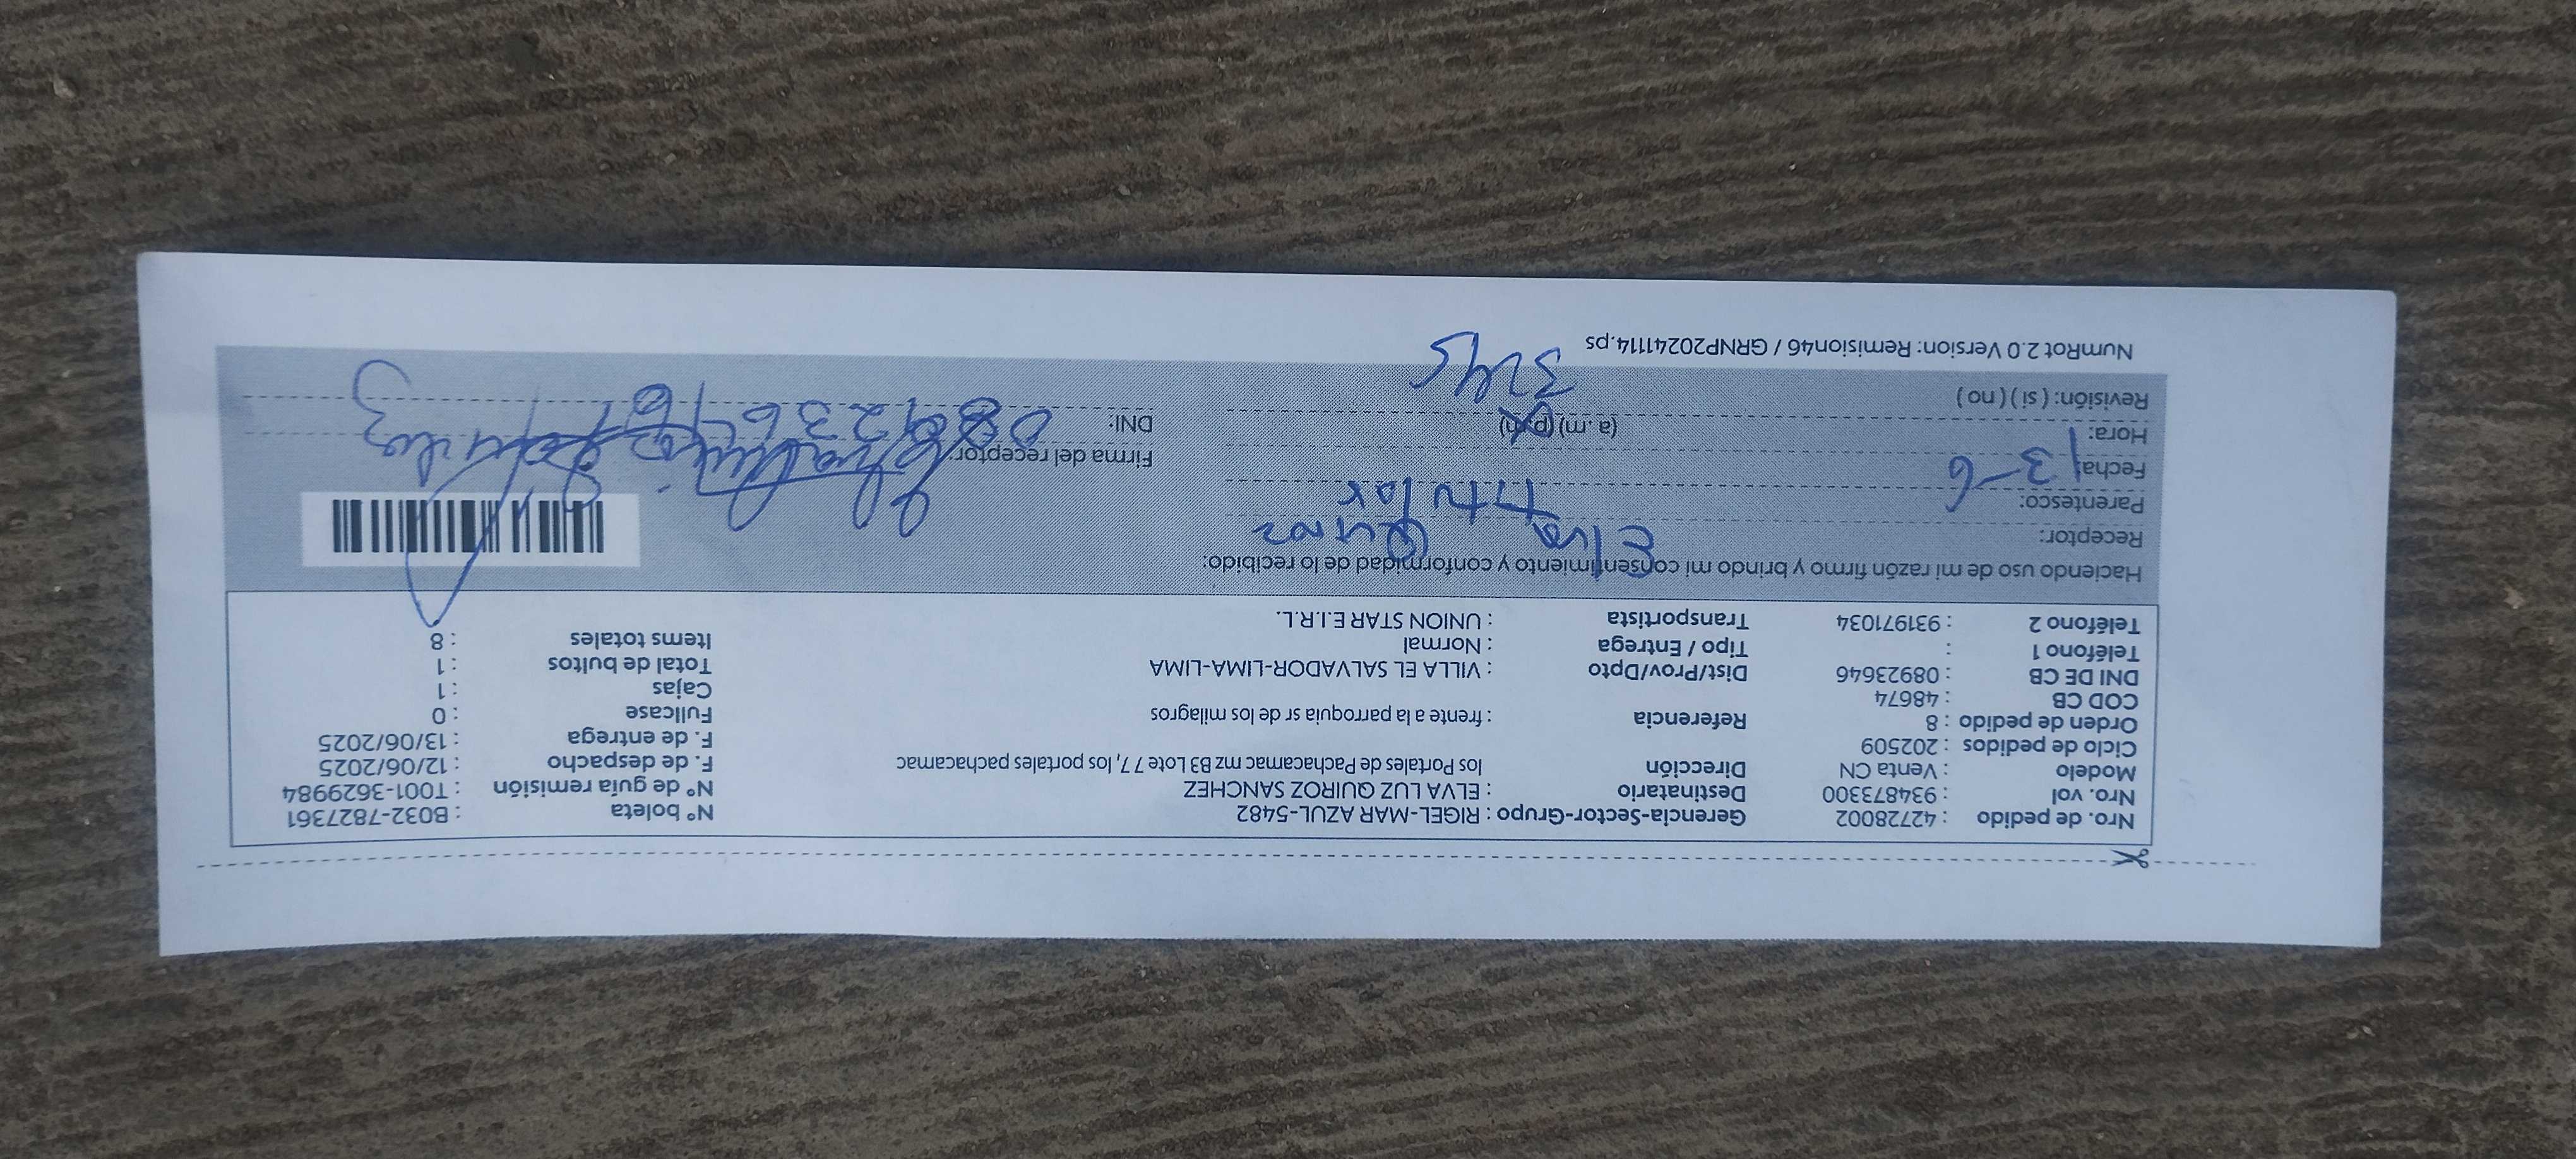 Nro. de pedido : 42728002 Gerencia-Sector-Grupo : RIGEL-MAR AZUL-5482 N° boleta : B032-7827361
Nro. vol : 934873300 Destinatario : ELVA LUZ QUIROZ SANCHEZ N° de guía remisión : T001-3629984
Modelo : Venta CN Dirección los Portales de Pachacamac mz B3 Lote 77, los portales pachacamac F. de despacho : 12/06/2025
Ciclo de pedidos : 202509 F. de entrega : 13/06/2025
Orden de pedido : 8 Referencia : frente a la parroquia sr de los milagros Fullcase : 0
COD CB : 48674 Cajas : 1
DNI DE CB : 08923646 Dist/Prov/Dpto : VILLA EL SALVADOR-LIMA-LIMA Total de bultos : 1
Teléfono 1 : Tipo / Entrega : Normal Items totales : 8
Teléfono 2 : 931971034 Transportista : UNION STAR E.I.R.L.
Haciendo uso de mi razón firmo y brindo mi consentimiento y conformidad de lo recibido:
Receptor: Elva Quiroz
Parentesco: Titular
Fecha: 13-6 Firma del receptor:
Hora: (a. m) (p. m) 3:45 DNI: 08923646
Revisión: ( si ) ( no )
NumRot 2.0 Version: Remision46 / GRNP20241114.ps